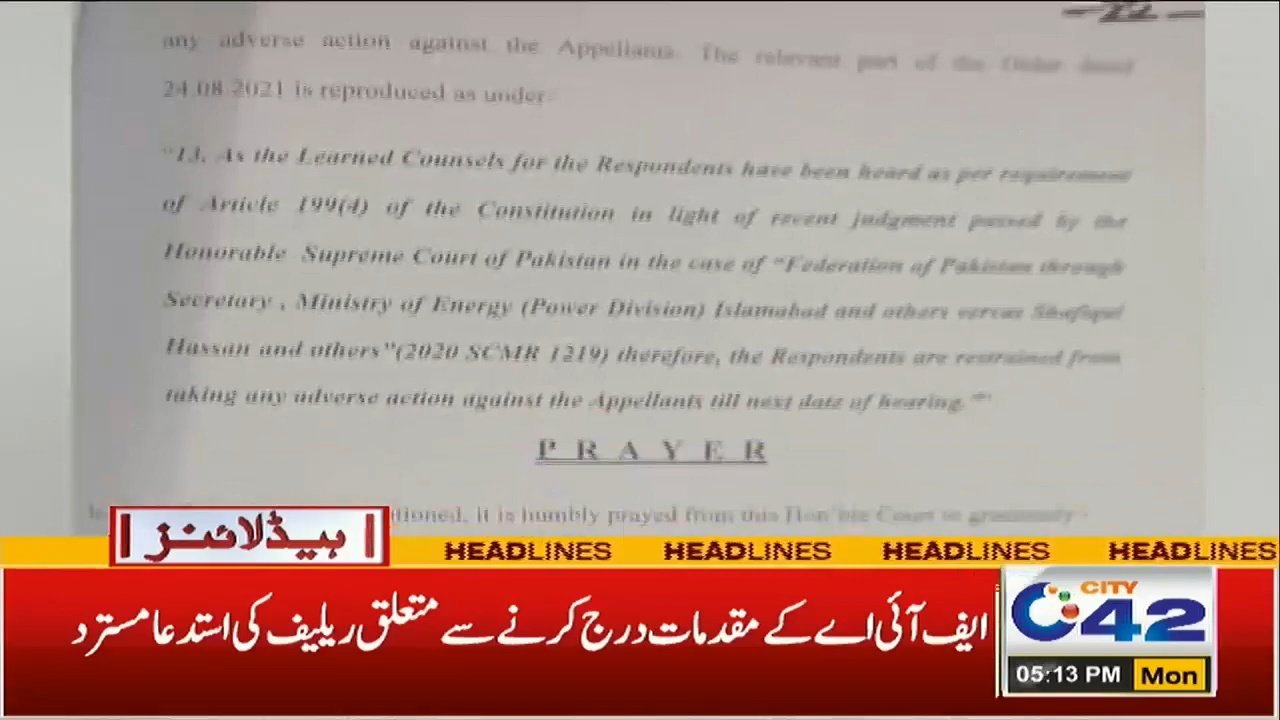 22
any adverse action against the Appellants. The relevant part of the Order dated
24.08.2021 is reproduced as under:
"13. As the Learned Counsels for the Respondents have been heard as per requirement
of Article 199(4) of the Constitution in light of recent judgment passed by the
Honorable Supreme Court of Pakistan in the case of "Federation of Pakistan through
Secretary , Ministry of Energy (Power Division) Islamabad and others versus Shafiqul
Hassan and others"(2020 SCMR 1219) therefore, the Respondents are restrained from
taking any adverse action against the Appellants till next date of hearing."
P R A Y E R
it is humbly prayed from this Hon'ble Court to graciously
ہیڈلائنز
HEADLINES HEADLINES HEADLINES HEADLINES
ایف آئی اے کے مقدمات درج کرنے سے متعلق ریلیف کی استدعا مسترد
CITY
42
05:13 PM Mon